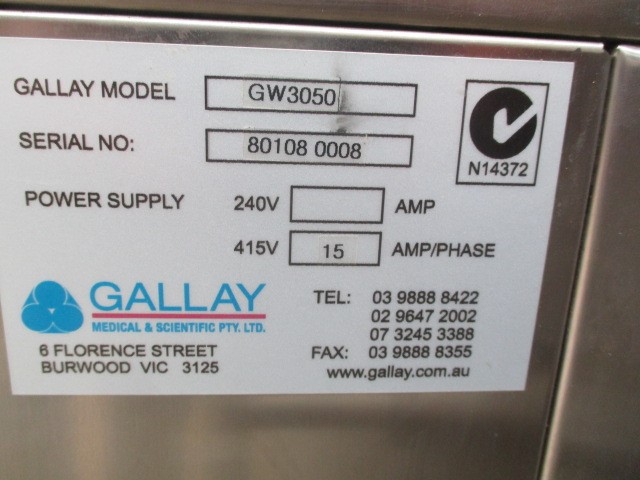 GALLAY MODEL GW3050
SERIAL NO: 80108 0008
N14372
POWER SUPPLY 240V AMP
415V 15 AMP/PHASE
GALLAY
MEDICAL & SCIENTIFIC PTY. LTD.
6 FLORENCE STREET
BURWOOD VIC 3125
TEL: 03 9888 8422
02 9647 2002
07 3245 3388
FAX: 03 9888 8355
www.gallay.com.au